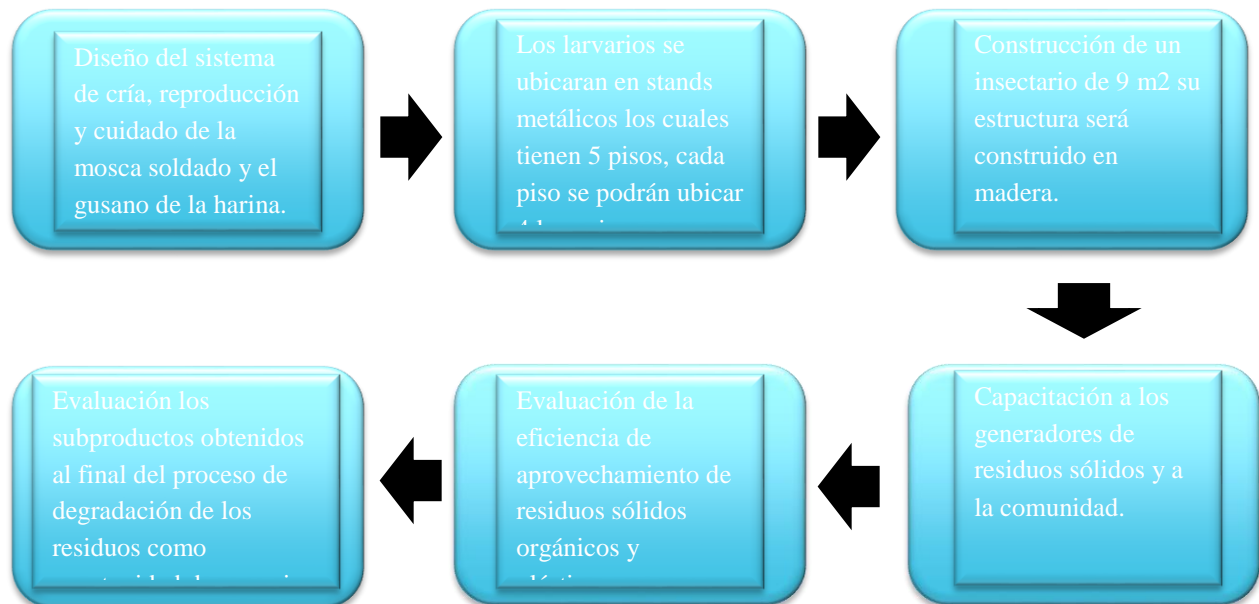 Diseño del sistema
de cría, reproducción
y cuidado de la
mosca soldado y el
gusano de la harina.
Los larvarios se
ubicaran en stands
metálicos los cuales
tienen 5 pisos, cada
piso se podrán ubicar
Construcción de un
insectario de 9 m2 su
estructura será
construido en
madera.
Capacitación a los
generadores de
residuos sólidos y a
la comunidad.
Evaluación de la
eficiencia de
aprovechamiento de
residuos sólidos
orgánicos y
Evaluación los
subproductos obtenidos
al final del proceso de
degradación de los
residuos como